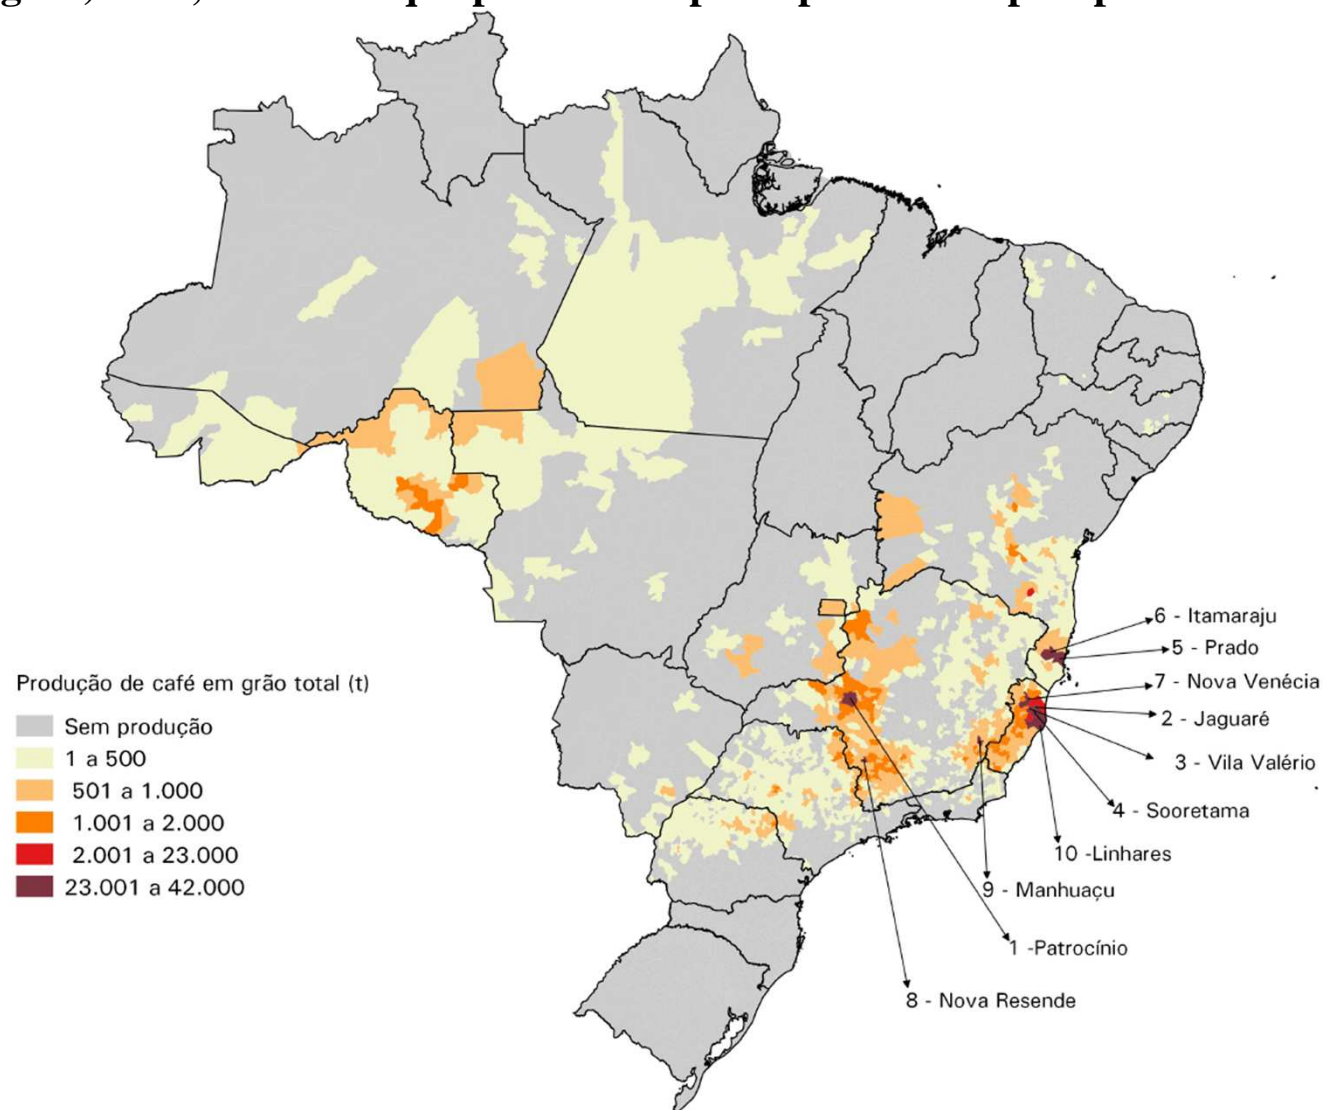 6 - Itamaraju
5 - Prado
7 - Nova Venécia
2 - Jaguaré
3 - Vila Valério
4 - Sooretama
10 -Linhares
9 - Manhuaçu
1 -Patrocínio
8 - Nova Resende
Produção de café em grão total (t)
Sem produção
1 a 500
501 a 1.000
1.001 a 2.000
2.001 a 23.000
23.001 a 42.000